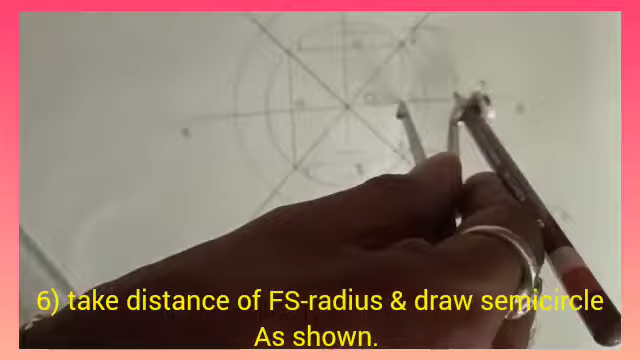 6) take distance of FS-radius & draw semicircle
As shown.